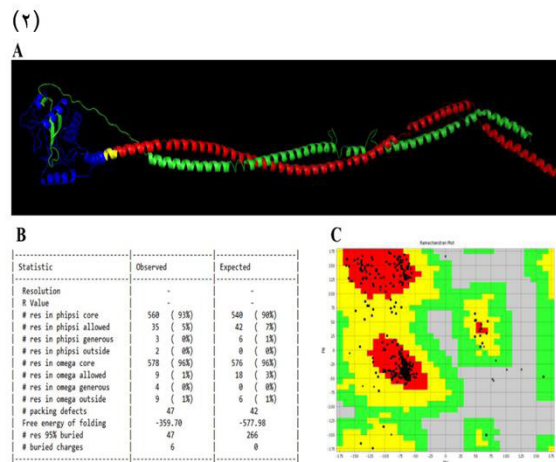 (٢)
A
B
C
Statistic Observed Expected
Resolution - -
R Value - -
# res in phipsi core 560 ( 93%) 540 ( 90%)
# res in phipsi allowed 35 ( 5%) 42 ( 7%)
# res in phipsi generous 3 ( 0%) 6 ( 1%)
# res in phipsi outside 2 ( 0%) 0 ( 0%)
# res in omega core 578 ( 96%) 576 ( 96%)
# res in omega allowed 9 ( 1%) 18 ( 3%)
# res in omega generous 4 ( 0%) 0 ( 0%)
# res in omega outside 9 ( 1%) 6 ( 1%)
# packing defects 47 42
Free energy of folding -359.70 -577.98
# res 95% buried 47 266
# buried charges 6 0
Ramachandran Plot